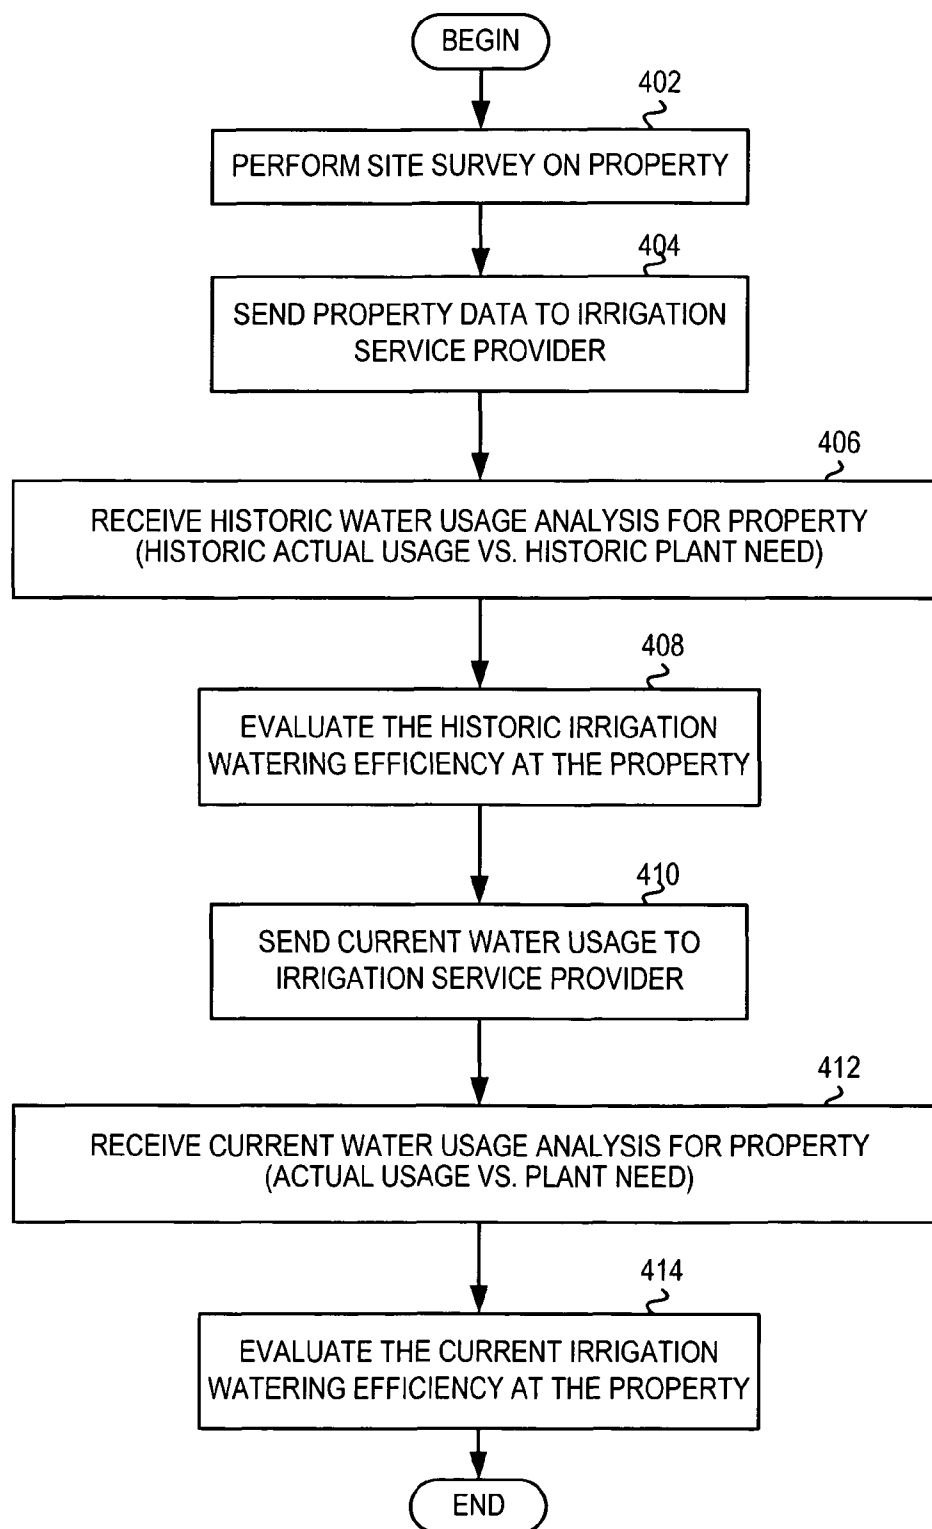 BEGIN
402
PERFORM SITE SURVEY ON PROPERTY
404
SEND PROPERTY DATA TO IRRIGATION
SERVICE PROVIDER
406
RECEIVE HISTORIC WATER USAGE ANALYSIS FOR PROPERTY
(HISTORIC ACTUAL USAGE VS. HISTORIC PLANT NEED)
408
EVALUATE THE HISTORIC IRRIGATION
WATERING EFFICIENCY AT THE PROPERTY
410
SEND CURRENT WATER USAGE TO
IRRIGATION SERVICE PROVIDER
412
RECEIVE CURRENT WATER USAGE ANALYSIS FOR PROPERTY
(ACTUAL USAGE VS. PLANT NEED)
414
EVALUATE THE CURRENT IRRIGATION
WATERING EFFICIENCY AT THE PROPERTY
END